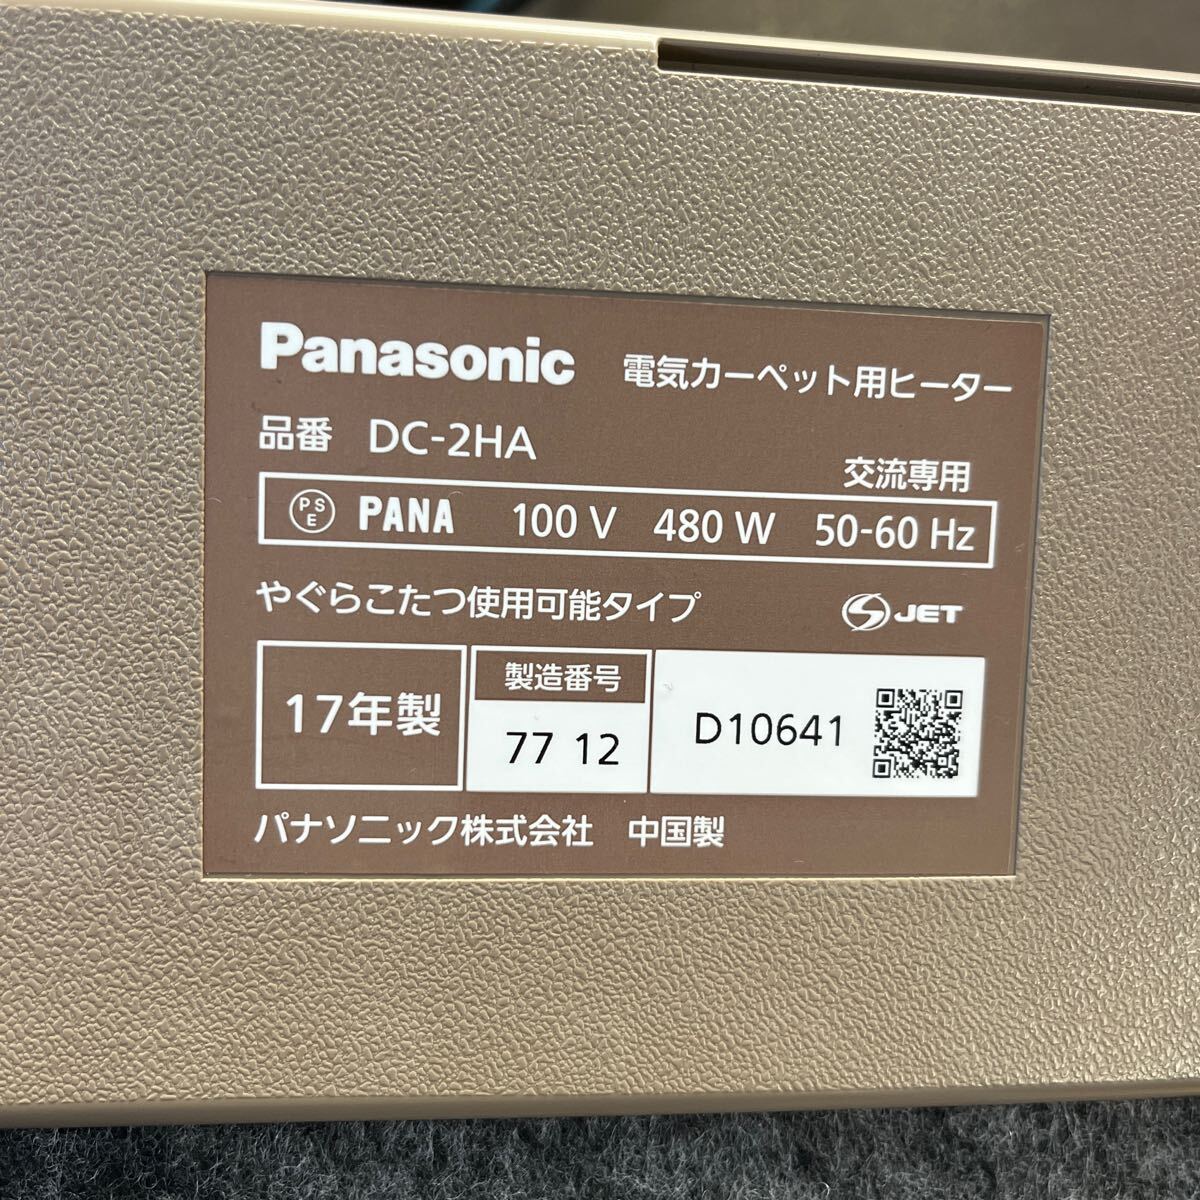 Panasonic 電気カーペット用ヒーター
品番 DC-2HA
交流専用
PSE PANA 100 V 480 W 50-60 Hz
やぐらこたつ使用可能タイプ
S JET
17年製
製造番号
77 12
D10641
パナソニック株式会社 中国製